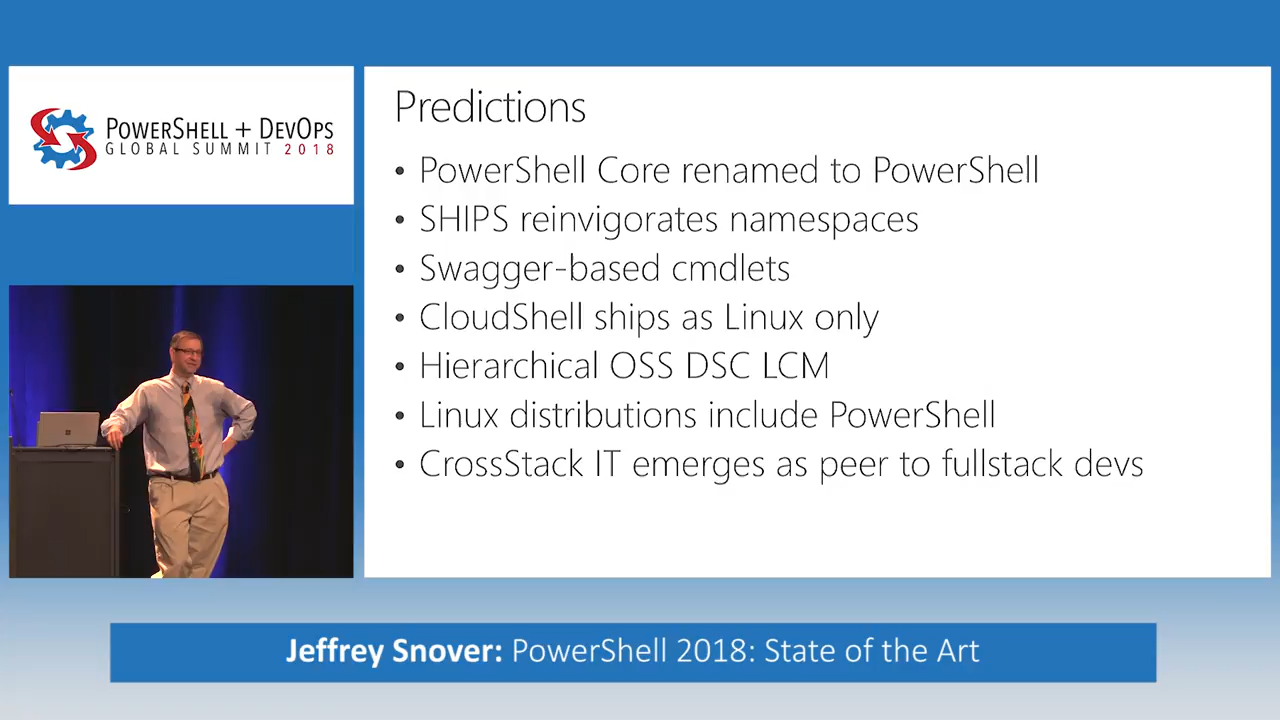 POWERSHELL + DEVOPS
GLOBAL SUMMIT 2018
Predictions
• PowerShell Core renamed to PowerShell
• SHIPS reinvigorates namespaces
• Swagger-based cmdlets
• CloudShell ships as Linux only
• Hierarchical OSS DSC LCM
• Linux distributions include PowerShell
• CrossStack IT emerges as peer to fullstack devs
Jeffrey Snover: PowerShell 2018: State of the Art